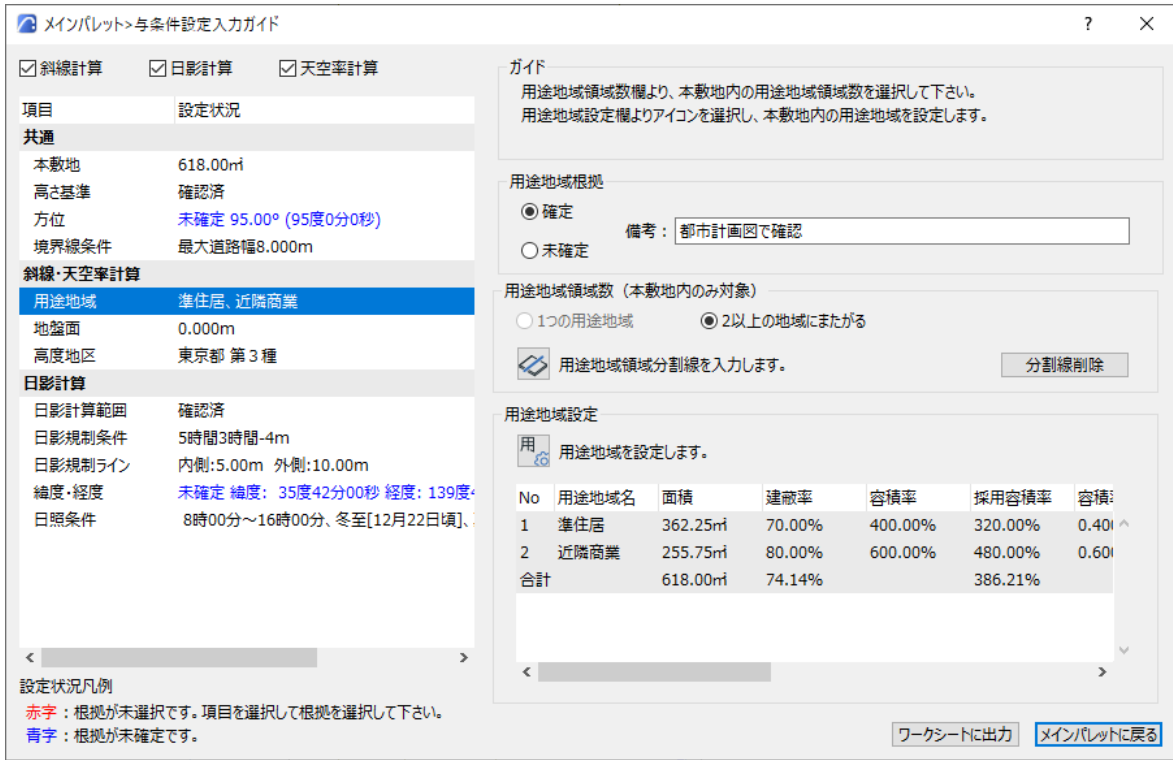 メインパレット>与条件設定入力ガイド
斜線計算 日影計算 天空率計算
項目 設定状況
共通
本敷地 618.00㎡
高さ基準 確認済
方位 未確定 95.00° (95度0分0秒)
境界線条件 最大道路幅8.000m
斜線・天空率計算
用途地域 準住居、近隣商業
地盤面 0.000m
高度地区 東京都 第3種
日影計算
日影計算範囲 確認済
日影規制条件 5時間3時間-4m
日影規制ライン 内側:5.00m 外側:10.00m
緯度・経度 未確定 緯度: 35度42分00秒 経度: 139度
日照条件 8時00分～16時00分、冬至[12月22日頃]、
設定状況凡例
赤字：根拠が未選択です。項目を選択して根拠を選択して下さい。
青字：根拠が未確定です。
ガイド
用途地域領域数欄より、本敷地内の用途地域領域数を選択して下さい。
用途地域設定欄よりアイコンを選択し、本敷地内の用途地域を設定します。
用途地域根拠
確定
備考： 都市計画図で確認
未確定
用途地域領域数（本敷地内のみ対象）
1つの用途地域 2以上の地域にまたがる
用途地域領域分割線を入力します。 分割線削除
用途地域設定
用 用途地域を設定します。
No 用途地域名 面積 建蔽率 容積率 採用容積率 容積
1 準住居 362.25㎡ 70.00% 400.00% 320.00% 0.40
2 近隣商業 255.75㎡ 80.00% 600.00% 480.00% 0.60
合計 618.00㎡ 74.14% 386.21%
ワークシートに出力 メインパレットに戻る